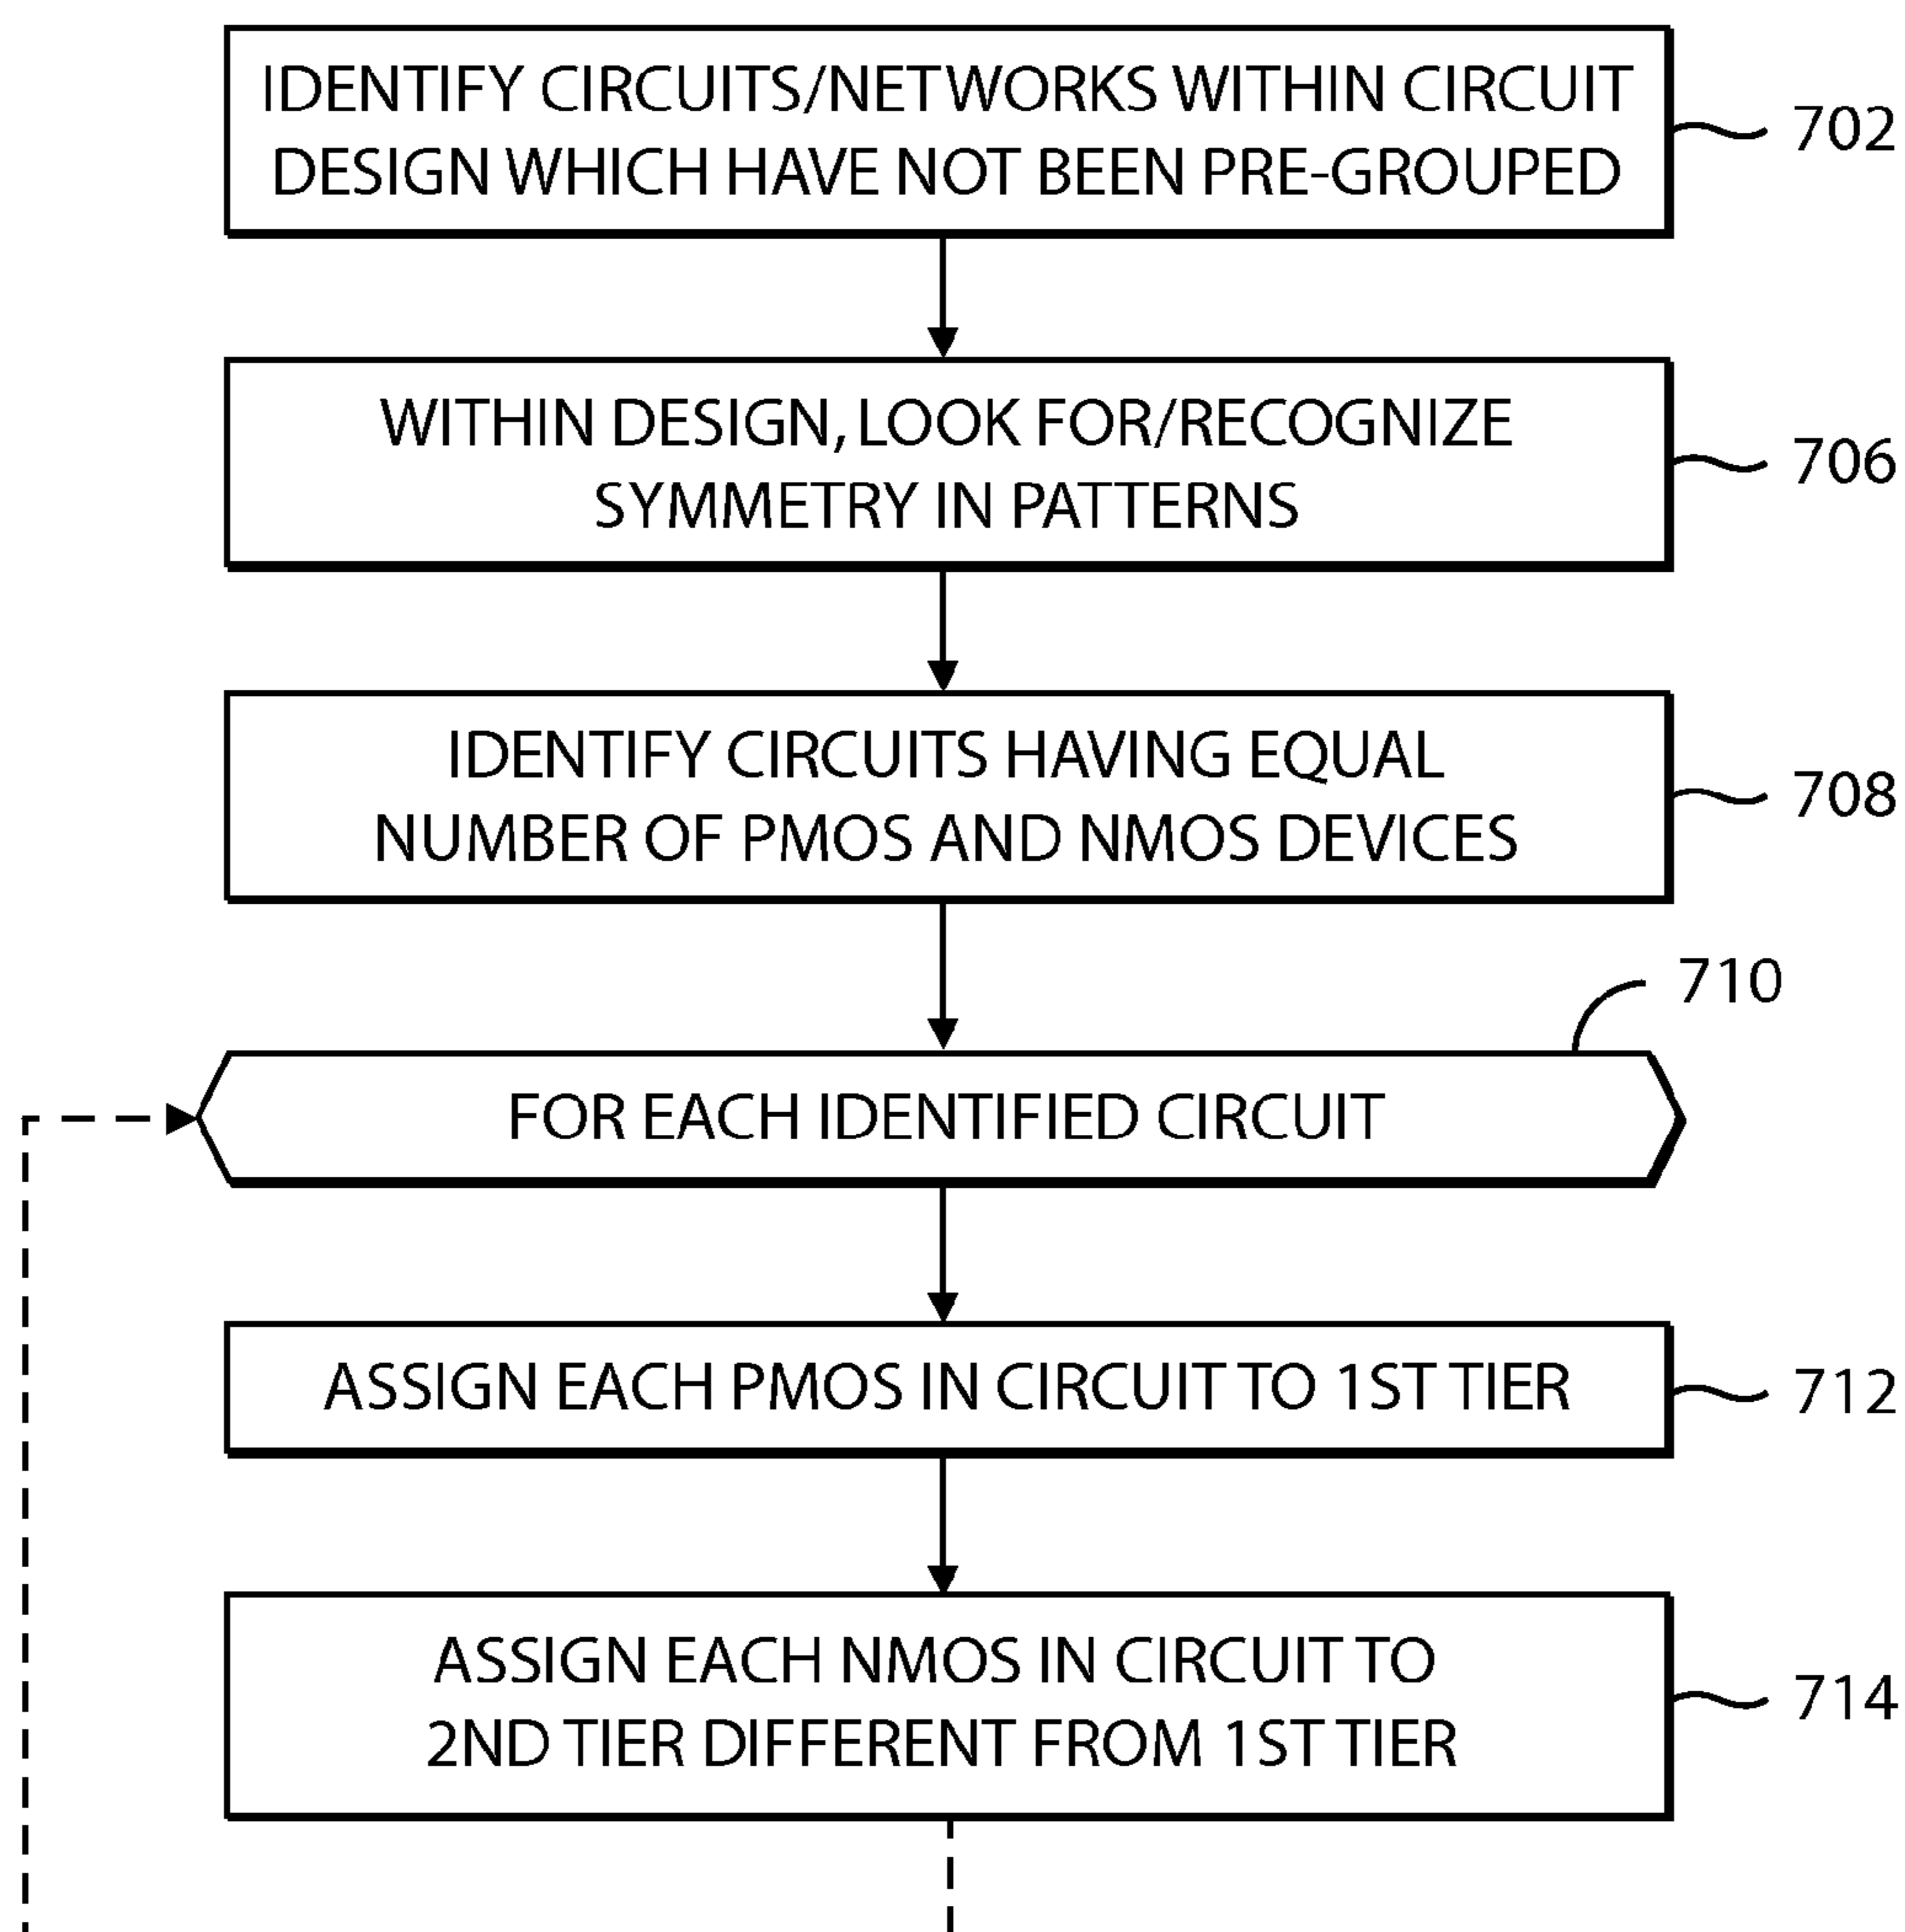 IDENTIFY CIRCUITS/NETWORKS WITHIN CIRCUIT
DESIGN WHICH HAVE NOT BEEN PRE-GROUPED
702
WITHIN DESIGN, LOOK FOR/RECOGNIZE
SYMMETRY IN PATTERNS
706
IDENTIFY CIRCUITS HAVING EQUAL
NUMBER OF PMOS AND NMOS DEVICES
708
710
FOR EACH IDENTIFIED CIRCUIT
ASSIGN EACH PMOS IN CIRCUIT TO 1ST TIER
712
ASSIGN EACH NMOS IN CIRCUIT TO
2ND TIER DIFFERENT FROM 1ST TIER
714